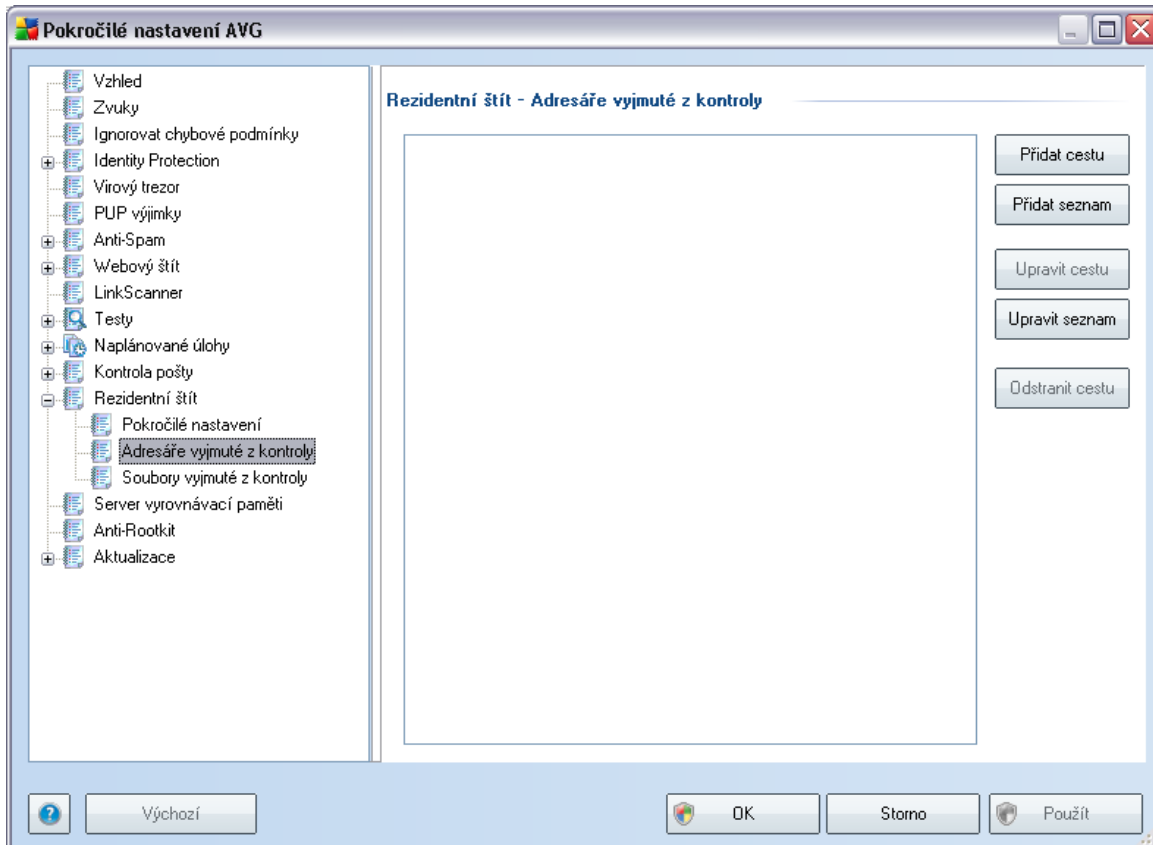 Pokročilé nastavení AVG
Vzhled
Zvuky
Ignorovat chybové podmínky
Identity Protection
Virový trezor
PUP výjimky
Anti-Spam
Webový štít
LinkScanner
Testy
Naplánované úlohy
Kontrola pošty
Rezidentní štít
Pokročilé nastavení
Adresáře vyjmuté z kontroly
Soubory vyjmuté z kontroly
Server vyrovnávací paměti
Anti-Rootkit
Aktualizace
Rezidentní štít - Adresáře vyjmuté z kontroly
Přidat cestu
Přidat seznam
Upravit cestu
Upravit seznam
Odstranit cestu
Výchozí
OK
Storno
Použít